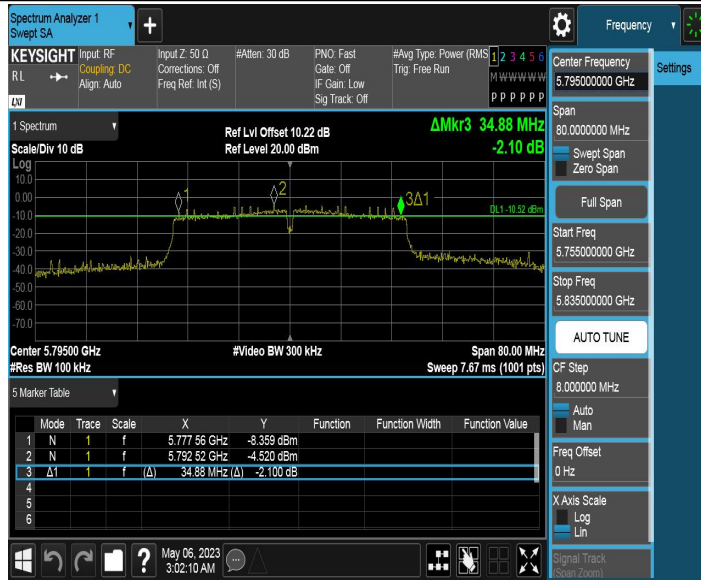 Spectrum Analyzer 1
Swept SA
+
Frequency
KEYSIGHT
Input: RF
Coupling: DC
Align: Auto
RL
LXI
Input Z: 50 Ω
Corrections: Off
Freq Ref: Int (S)
#Atten: 30 dB
PNO: Fast
Gate: Off
IF Gain: Low
Sig Track: Off
#Avg Type: Power (RMS
Trig: Free Run
1 2 3 4 5 6
M W W W W W
P P P P P P
Center Frequency
5.795000000 GHz
Settings
Span
80.0000000 MHz
Swept Span
Zero Span
Full Span
Start Freq
5.755000000 GHz
Stop Freq
5.835000000 GHz
AUTO TUNE
CF Step
8.000000 MHz
Auto
Man
Freq Offset
0 Hz
X Axis Scale
Log
Lin
Signal Track
(Span Zoom)
1 Spectrum
Scale/Div 10 dB
Ref Lvl Offset 10.22 dB
Ref Level 20.00 dBm
ΔMkr3 34.88 MHz
-2.10 dB
Log
10.0
0.00
-10.0
-20.0
-30.0
-40.0
-50.0
-60.0
-70.0
1
2
3Δ1
DL1 -10.52 dBm
Center 5.79500 GHz
#Res BW 100 kHz
#Video BW 300 kHz
Span 80.00 MHz
Sweep 7.67 ms (1001 pts)
5 Marker Table
Mode Trace Scale X Y Function Function Width Function Value
1 N 1 f 5.777 56 GHz -8.359 dBm
2 N 1 f 5.792 52 GHz -4.520 dBm
3 Δ1 1 f (Δ) 34.88 MHz (Δ) -2.100 dB
4
5
6
?
May 06, 2023
3:02:10 AM